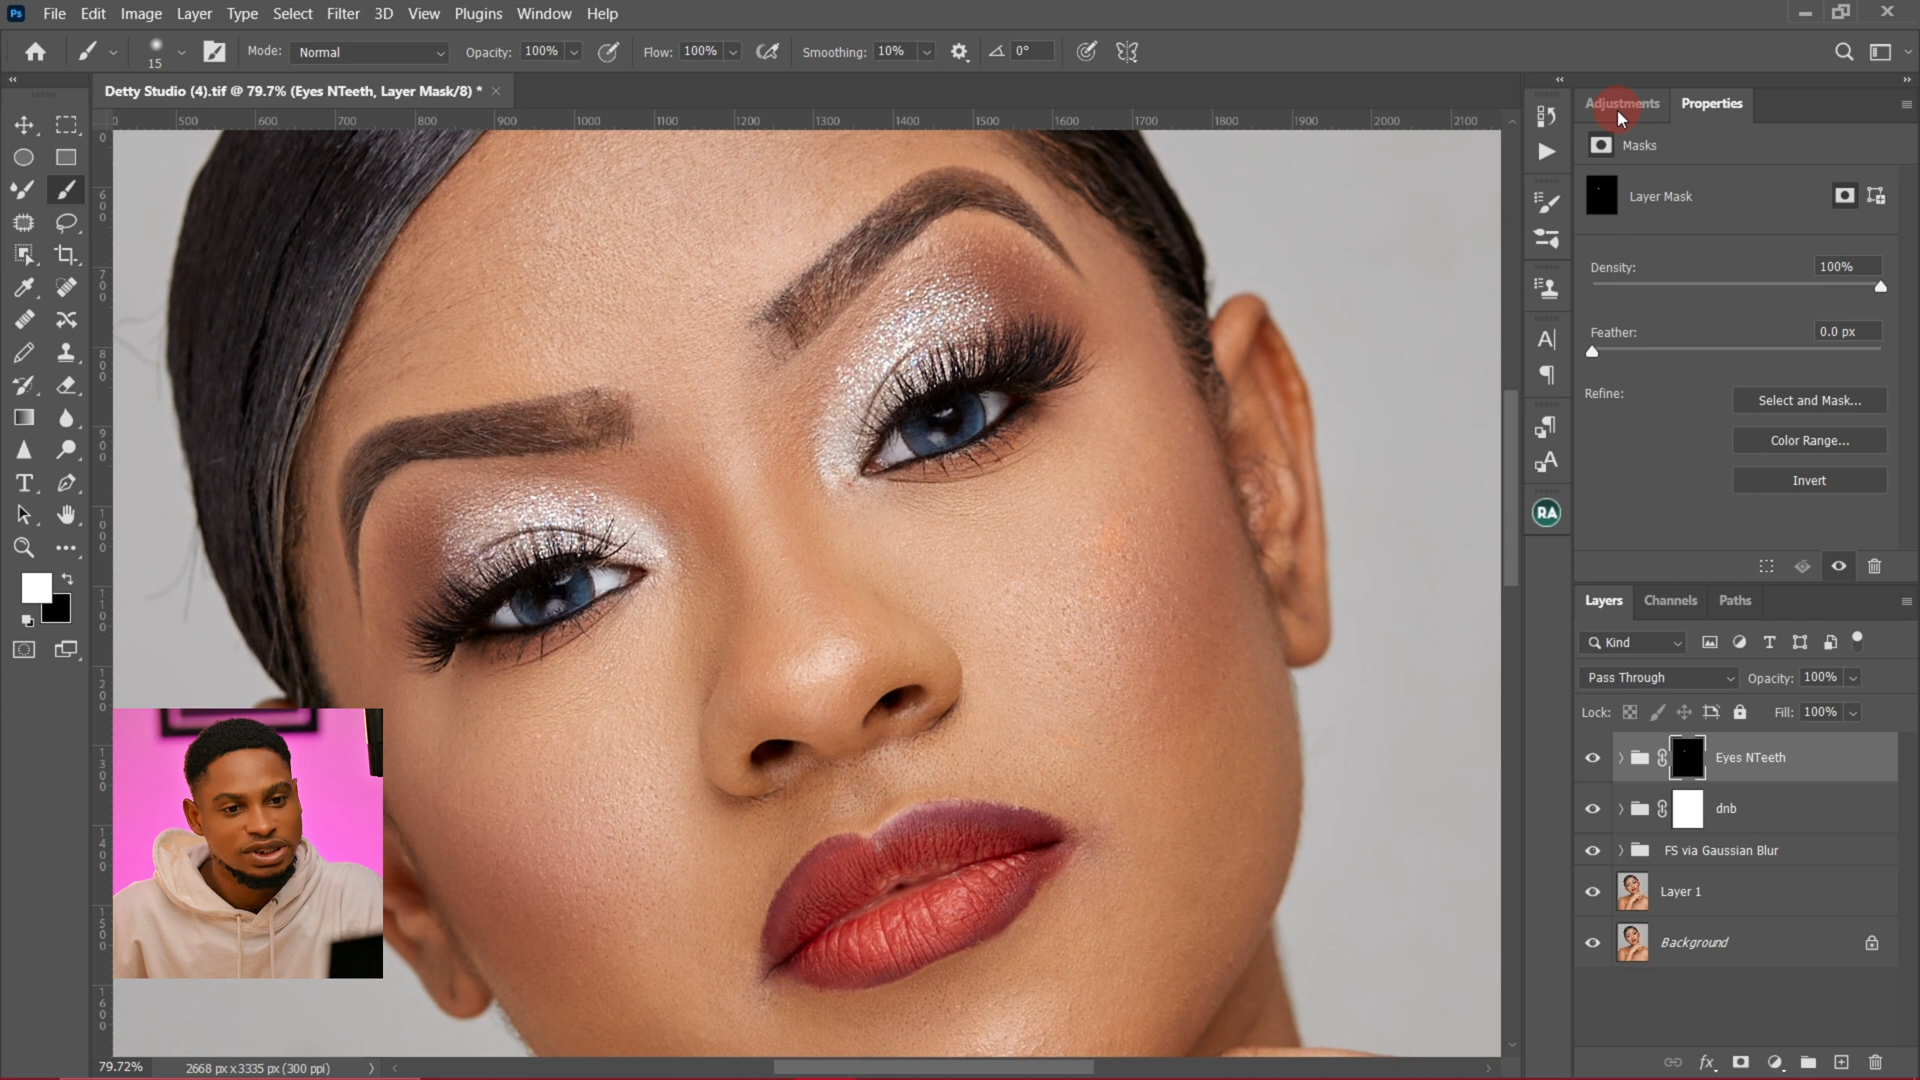 Ps File Edit Image Layer Type Select Filter 3D View Plugins Window Help
15 Mode: Normal Opacity: 100% Flow: 100% Smoothing: 10% 0°
Detty Studio (4).tif @ 79.7% (Eyes NTeeth, Layer Mask/8) *
500 600 700 800 900 1000 1100 1200 1300 1400 1500 1600 1700 1800 1900 2000 2100
Adjustments Properties
Masks
Layer Mask
Density: 100%
Feather: 0.0 px
Refine: Select and Mask...
Color Range...
Invert
RA
Layers Channels Paths
Kind
Pass Through Opacity: 100%
Lock: Fill: 100%
Eyes NTeeth
dnb
FS via Gaussian Blur
Layer 1
Background
fx
79.72% 2668 px x 3335 px (300 ppi)